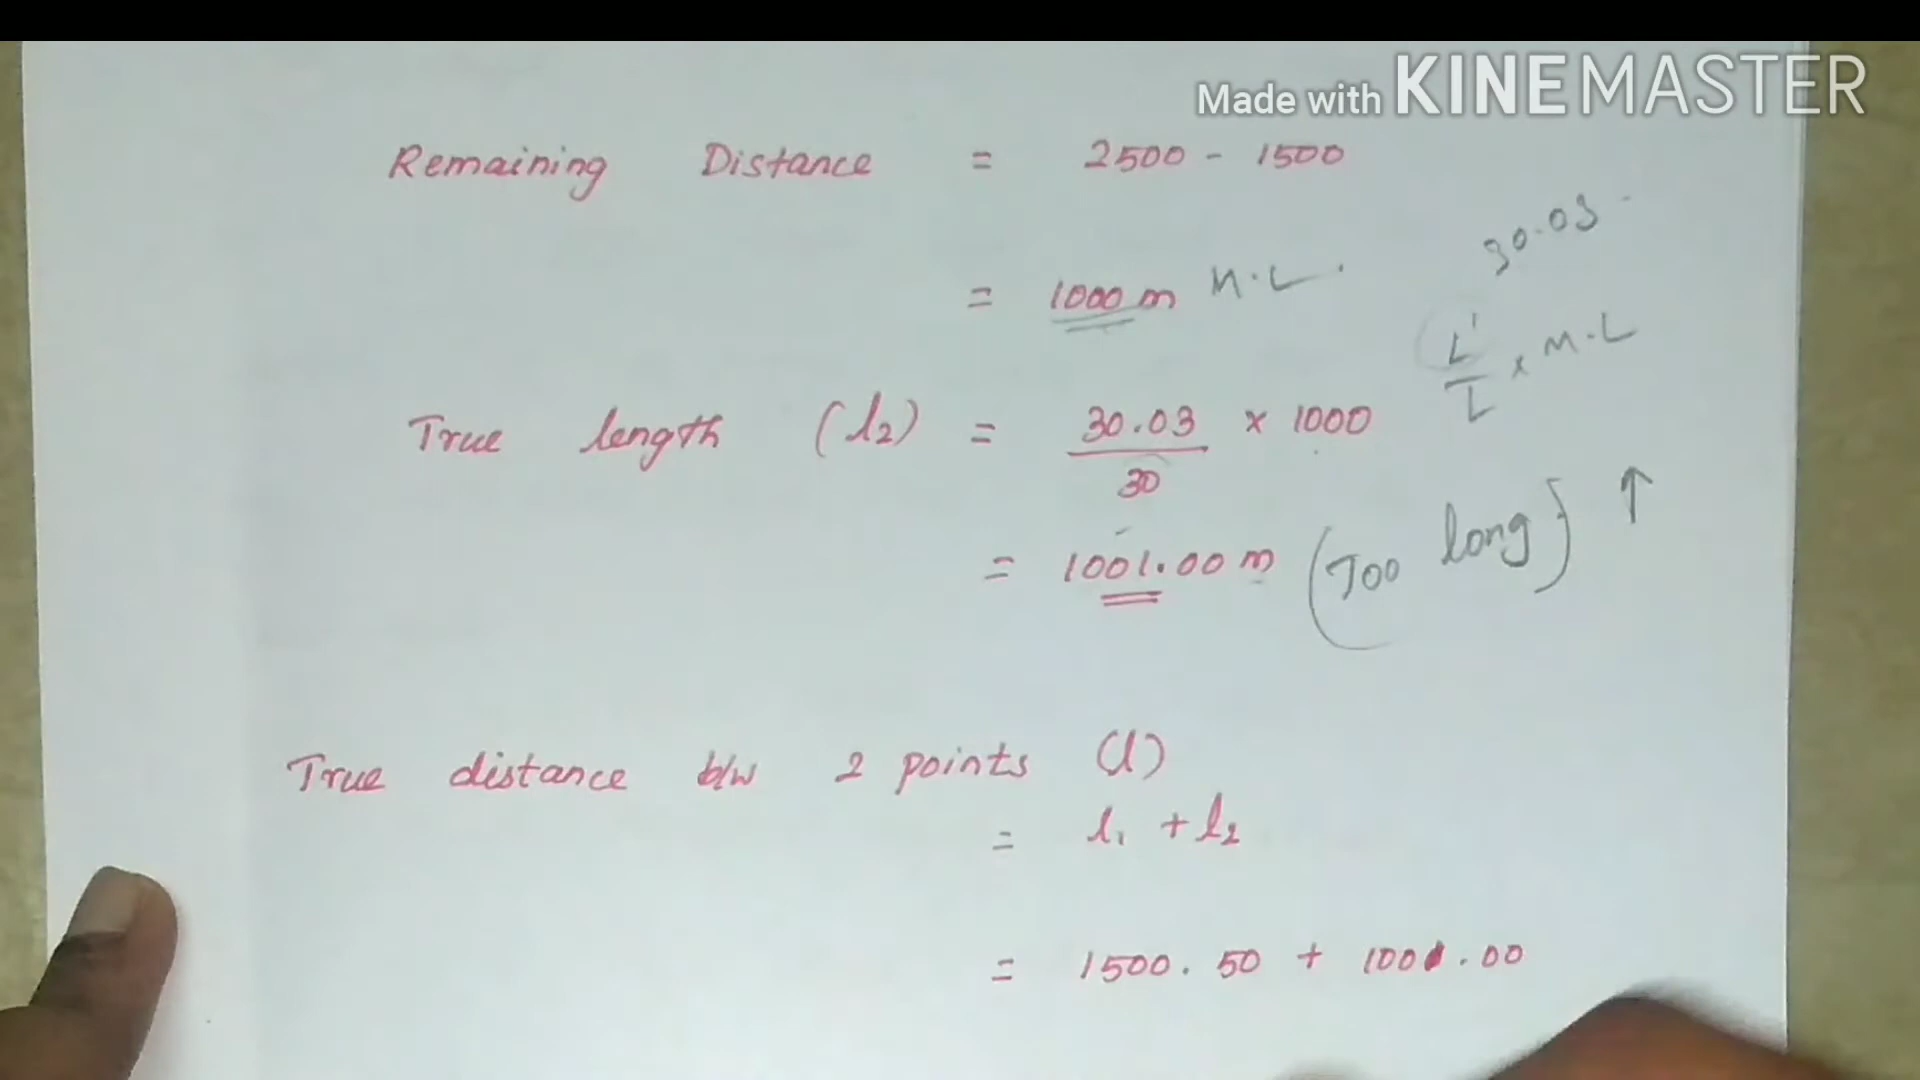 Made with KINEMASTER
Remaining Distance = 2500 - 1500
30.03
= 1000 m M.L
L'/L x M.L
True length (l2) = 30.03/30 x 1000
= 1001.00 m (Too long) ↑
True distance b/w 2 points (l)
= l1 + l2
= 1500.50 + 1001.00